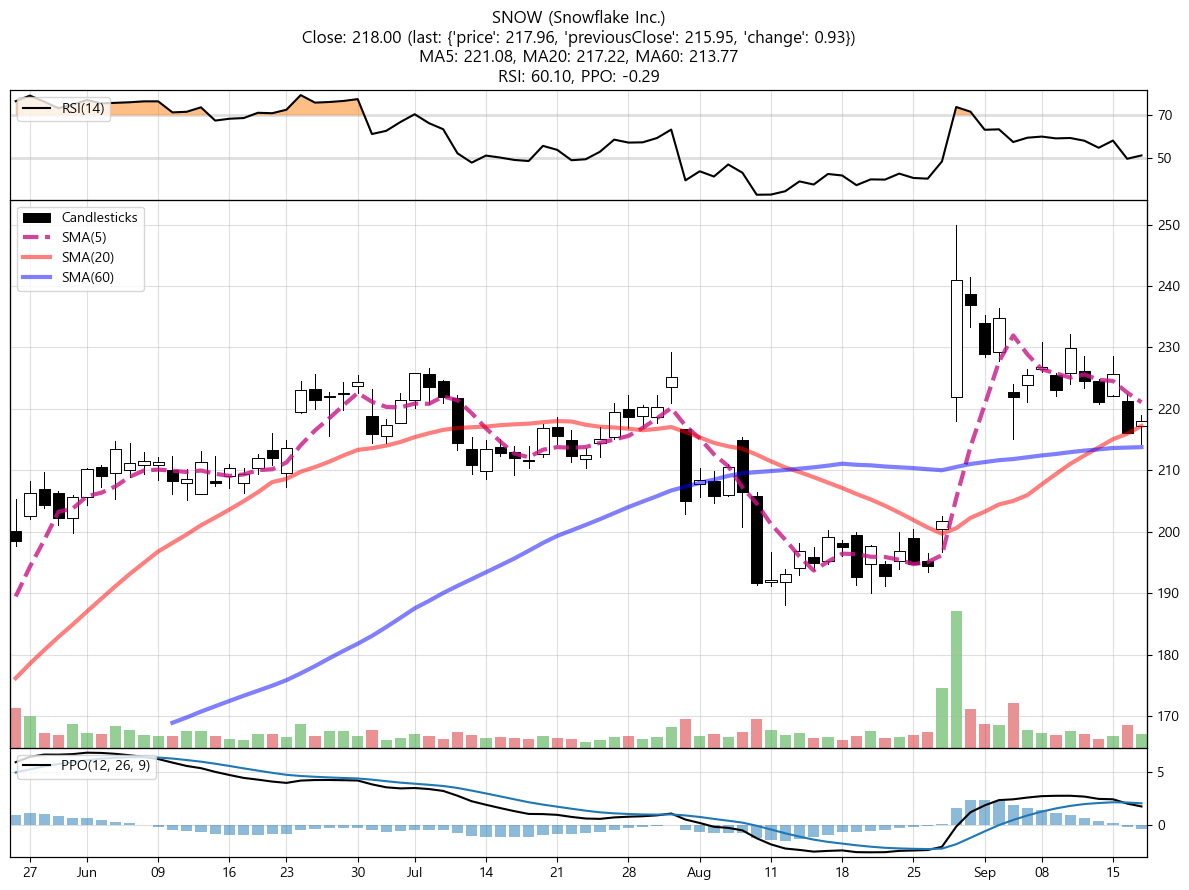 SNOW (Snowflake Inc.)
Close: 218.00 (last: {'price': 217.96, 'previousClose': 215.95, 'change': 0.93})
MA5: 221.08, MA20: 217.22, MA60: 213.77
RSI: 60.10, PPO: -0.29
RSI(14)
70
50
Candlesticks
SMA(5)
SMA(20)
SMA(60)
250
240
230
220
210
200
190
180
170
PPO(12, 26, 9)
5
0
27 Jun 09 16 23 30 Jul 14 21 28 Aug 11 18 25 Sep 08 15